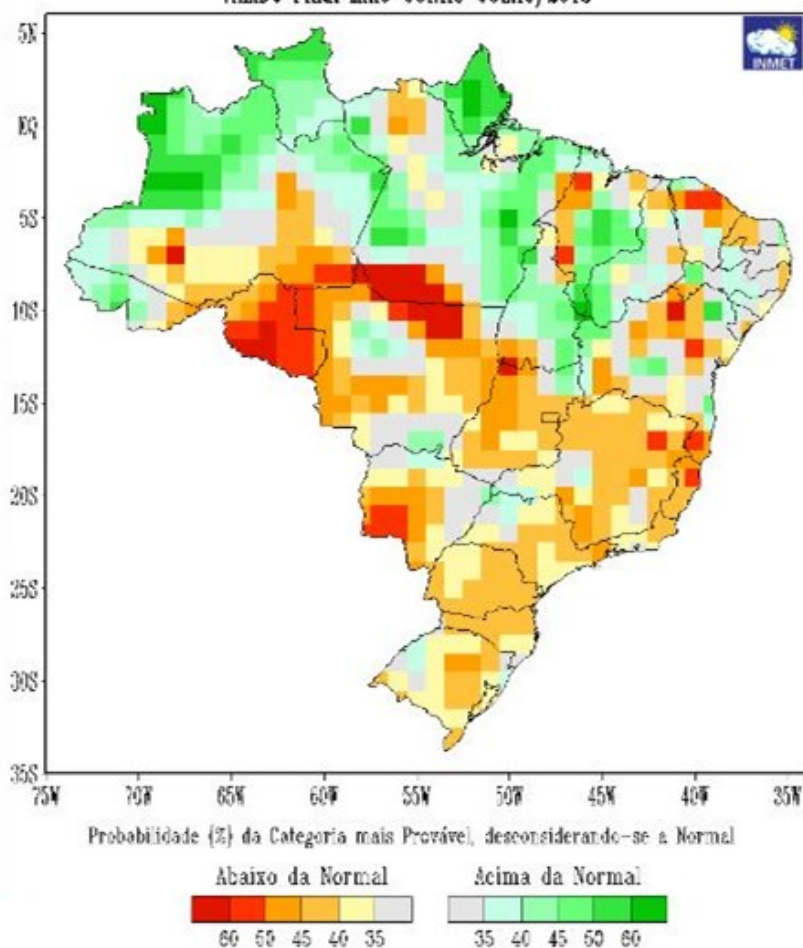 INMET
5N
EQ
5S
10S
15S
20S
25S
30S
35S
75W 70W 65W 60W 55W 50W 45W 40W 35W
Probabilidade (%) da Categoria mais Provável, desconsiderando-se a Normal
Abaixo da Normal Acima da Normal
60 50 45 40 35 35 40 45 50 60